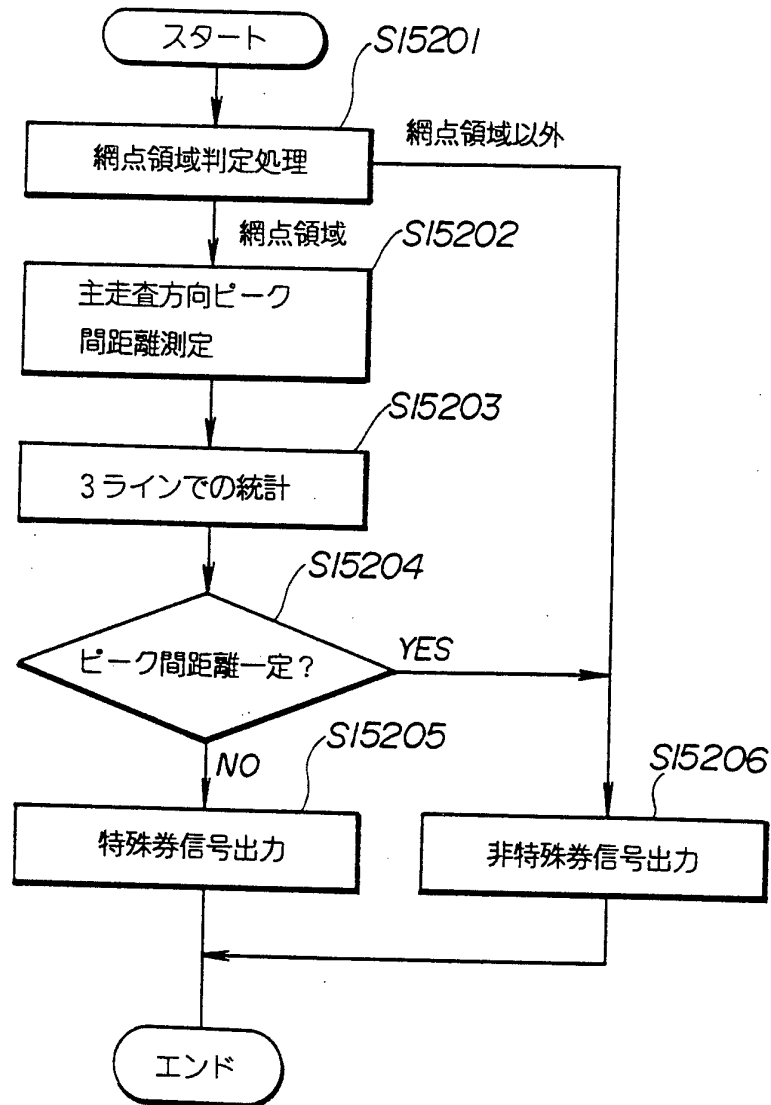 スタート
S15201
網点領域判定処理
網点領域以外
網点領域
S15202
主走査方向ピーク
間距離測定
S15203
3ラインでの統計
S15204
ピーク間距離一定?
YES
NO
S15205
特殊券信号出力
S15206
非特殊券信号出力
エンド